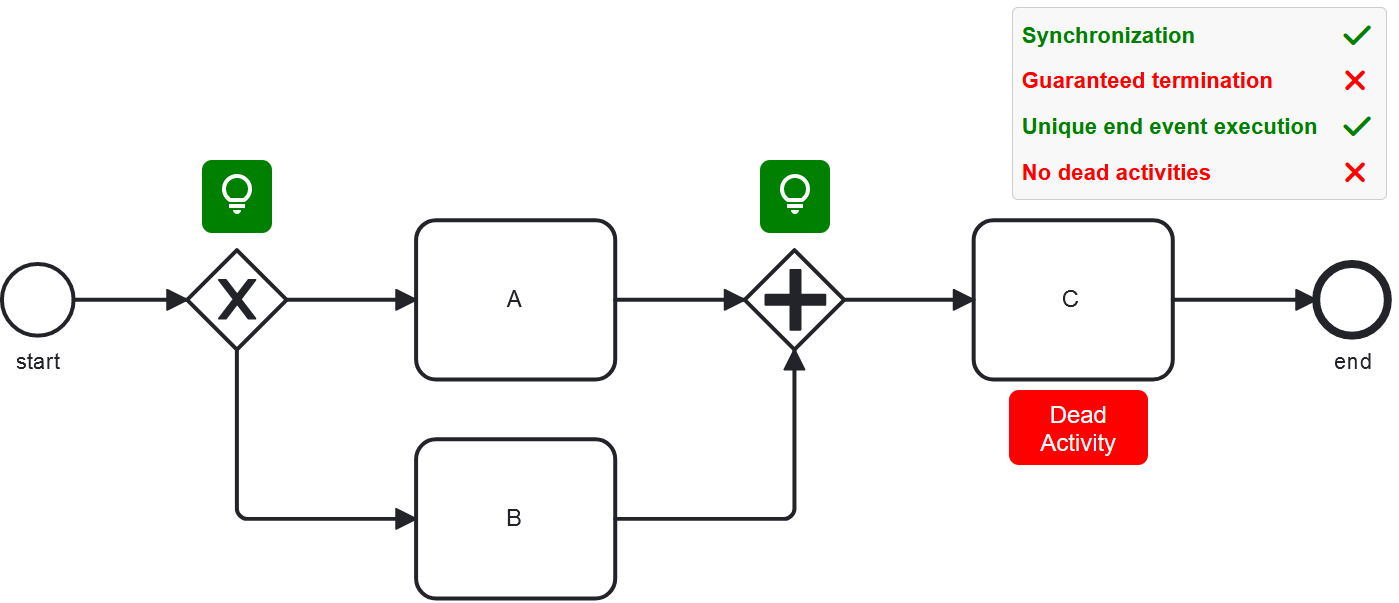 Synchronization
Guaranteed termination
Unique end event execution
No dead activities
X
A
C
start
end
Dead
Activity
B